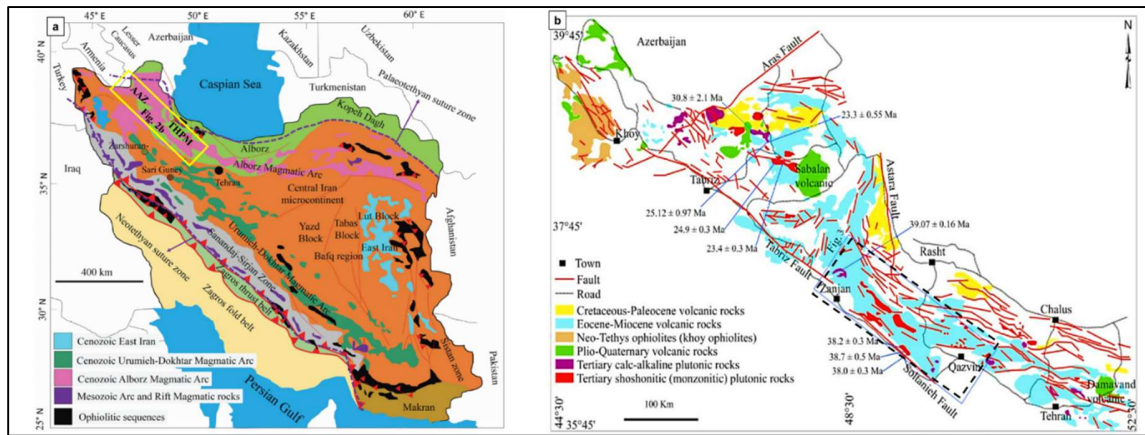 a
45° E
50° E
55° E
60° E
40° N
35° N
30° N
25° N
Turkey
Armenia
Lesser
Caucasus
Azerbaijan
Kazakhstan
Uzbekistan
Caspian Sea
Turkmenistan
Palaeotethyan suture zone
Kopeh Dagh
AAZ
Fig. 2b
THPM
Alborz
Zarshuran
Alborz Magmatic Arc
Sari Guney
Tehran
Iraq
Central Iran
microcontinent
Lut Block
Yazd
Block
Tabas
Block
East Iran
Bafq region
Afghanistan
Neotethyan suture zone
Sanandaj-Sirjan Zone
Urumieh-Dokhtar Magmatic Arc
400 km
Zagros thrust belt
Zagros fold belt
Sistan zone
Pakistan
Persian Gulf
Makran
Cenozoic East Iran
Cenozoic Urumieh-Dokhtar Magmatic Arc
Cenozoic Alborz Magmatic Arc
Mesozoic Arc and Rift Magmatic rocks
Ophiolitic sequences
b
39°45'
37°45'
35°45'
44°30'
48°30'
52°30'
N
Azerbaijan
Aras Fault
30.8 ± 2.1 Ma
23.3 ± 0.55 Ma
Khoy
Tabriz
Sabalan
volcanic
Astara Fault
25.12 ± 0.97 Ma
24.9 ± 0.3 Ma
23.4 ± 0.3 Ma
39.07 ± 0.16 Ma
Tabriz Fault
Fig. 3
Rasht
Zanjan
Chalus
38.2 ± 0.3 Ma
38.7 ± 0.5 Ma
38.0 ± 0.3 Ma
Qazvin
Soltanieh Fault
Damavand
volcanic
Tehran
Town
Fault
Road
Cretaceous-Paleocene volcanic rocks
Eocene-Miocene volcanic rocks
Neo-Tethys ophiolites (khoy ophiolites)
Plio-Quaternary volcanic rocks
Tertiary calc-alkaline plutonic rocks
Tertiary shoshonitic (monzonitic) plutonic rocks
100 Km